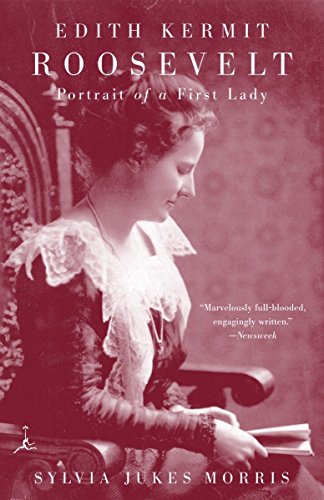 EDITH KERMIT
ROOSEVELT
Portrait of a First Lady
“Marvelously full-blooded,
engagingly written.”
—Newsweek
SYLVIA JUKES MORRIS